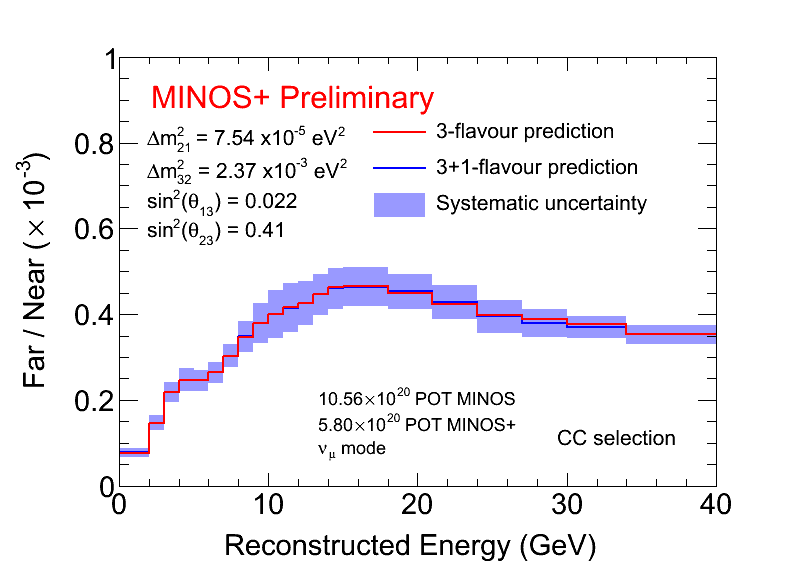 MINOS+ Preliminary
Δm²₂₁ = 7.54 x10⁻⁵ eV²
Δm²₃₂ = 2.37 x10⁻³ eV²
sin²(θ₁₃) = 0.022
sin²(θ₂₃) = 0.41
3-flavour prediction
3+1-flavour prediction
Systematic uncertainty
10.56×10²⁰ POT MINOS
5.80×10²⁰ POT MINOS+
νμ mode
CC selection
Far / Near (× 10⁻³)
1
0.8
0.6
0.4
0.2
0
0 10 20 30 40
Reconstructed Energy (GeV)